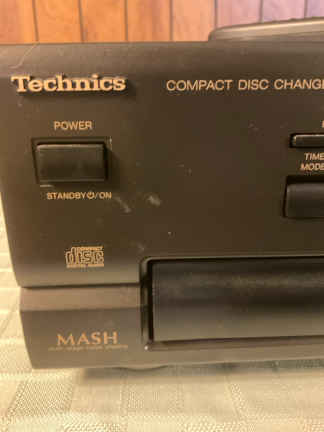 Technics
COMPACT DISC CHANGE
POWER
TIME
MODE
STANDBY⏻/ON
COMPACT
disc
DIGITAL AUDIO
MASH